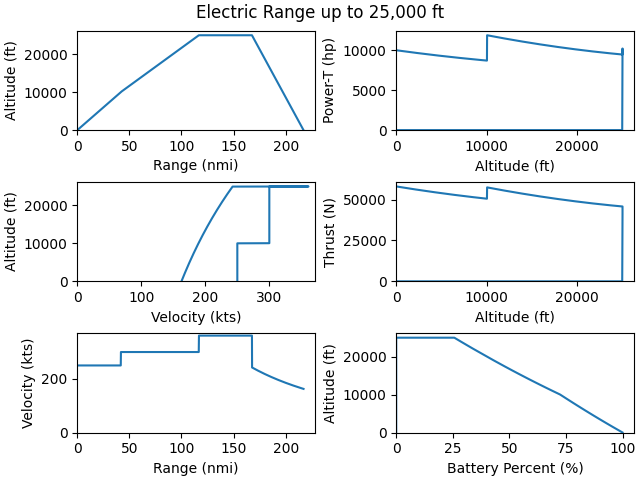 Electric Range up to 25,000 ft
Altitude (ft)
20000
10000
0
0 50 100 150 200
Range (nmi)
Power-T (hp)
10000
5000
0
0 10000 20000
Altitude (ft)
Altitude (ft)
20000
10000
0
0 100 200 300
Velocity (kts)
Thrust (N)
50000
25000
0
0 10000 20000
Altitude (ft)
Velocity (kts)
200
0
0 50 100 150 200
Range (nmi)
Altitude (ft)
20000
10000
0
0 25 50 75 100
Battery Percent (%)